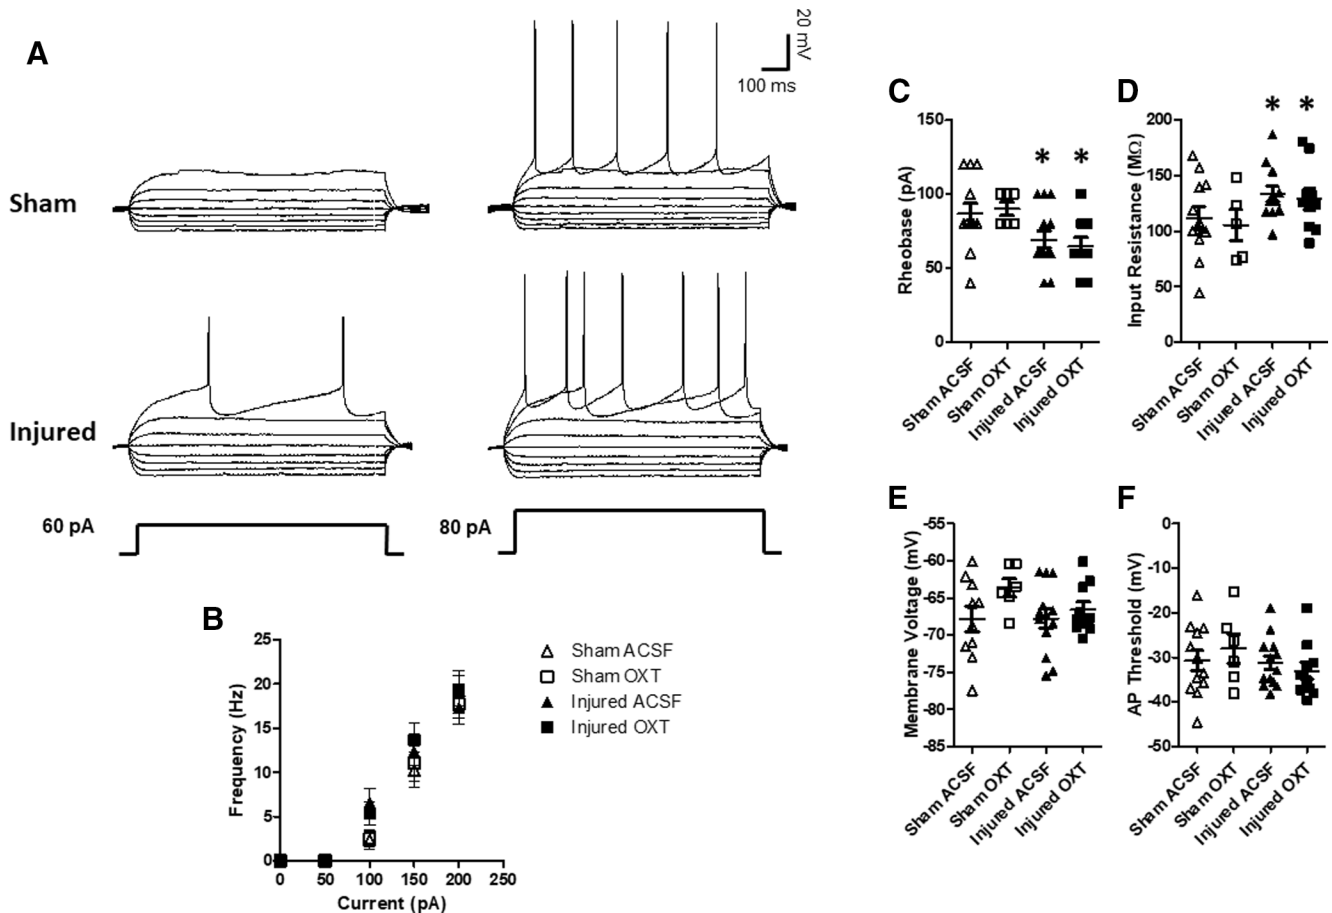 A
20 mV
100 ms
Sham
Injured
60 pA
80 pA
B
25
20
15
10
5
0
Frequency (Hz)
0 50 100 150 200 250
Current (pA)
Sham ACSF
Sham OXT
Injured ACSF
Injured OXT
C
150
100
50
0
Rheobase (pA)
* *
Sham ACSF
Sham OXT
Injured ACSF
Injured OXT
D
200
150
100
50
0
Input Resistance (MΩ)
* *
Sham ACSF
Sham OXT
Injured ACSF
Injured OXT
E
-55
-60
-65
-70
-75
-80
-85
Membrane Voltage (mV)
Sham ACSF
Sham OXT
Injured ACSF
Injured OXT
F
0
-10
-20
-30
-40
-50
AP Threshold (mV)
Sham ACSF
Sham OXT
Injured ACSF
Injured OXT